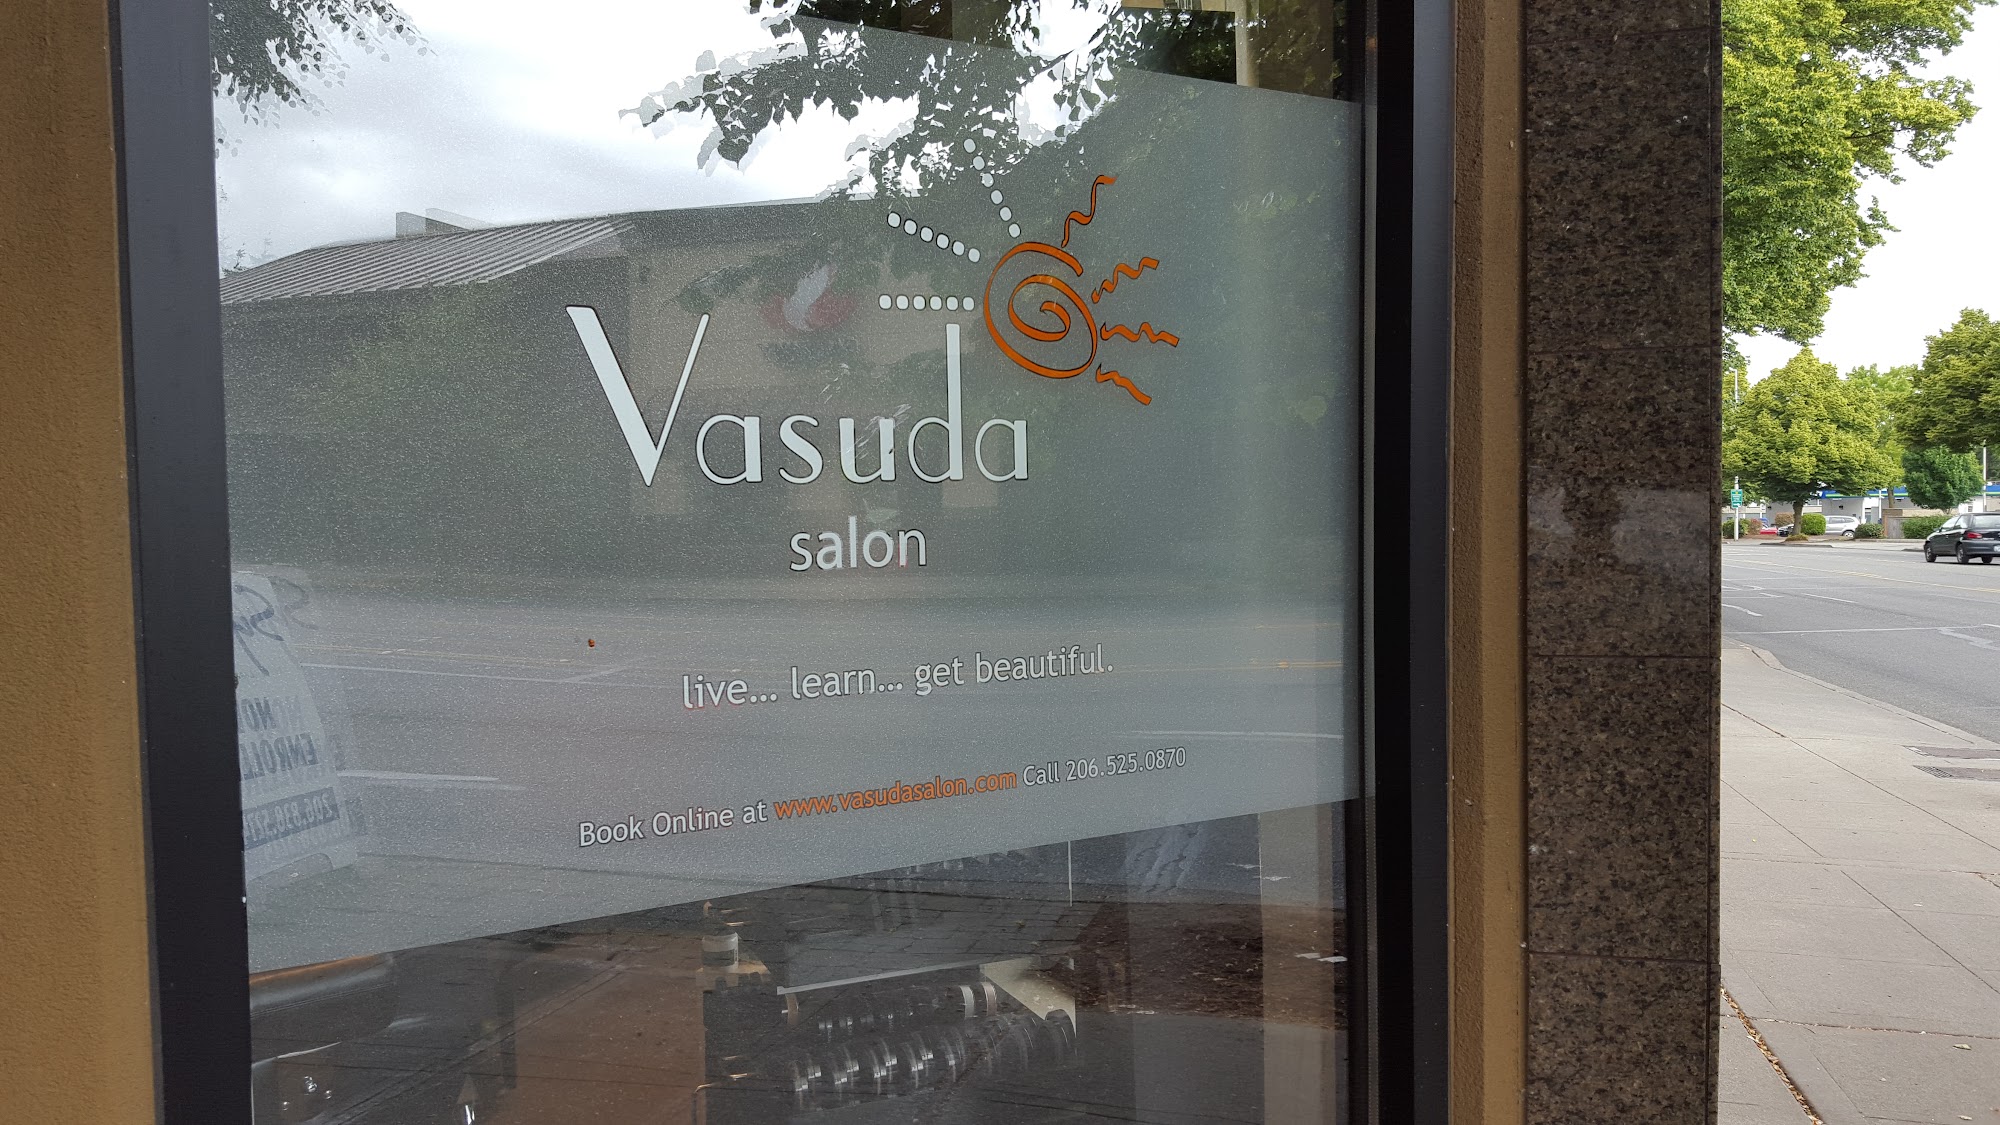 Vasuda
salon
live... learn... get beautiful.
Book Online at www.vasudasalon.com Call 206.525.0870